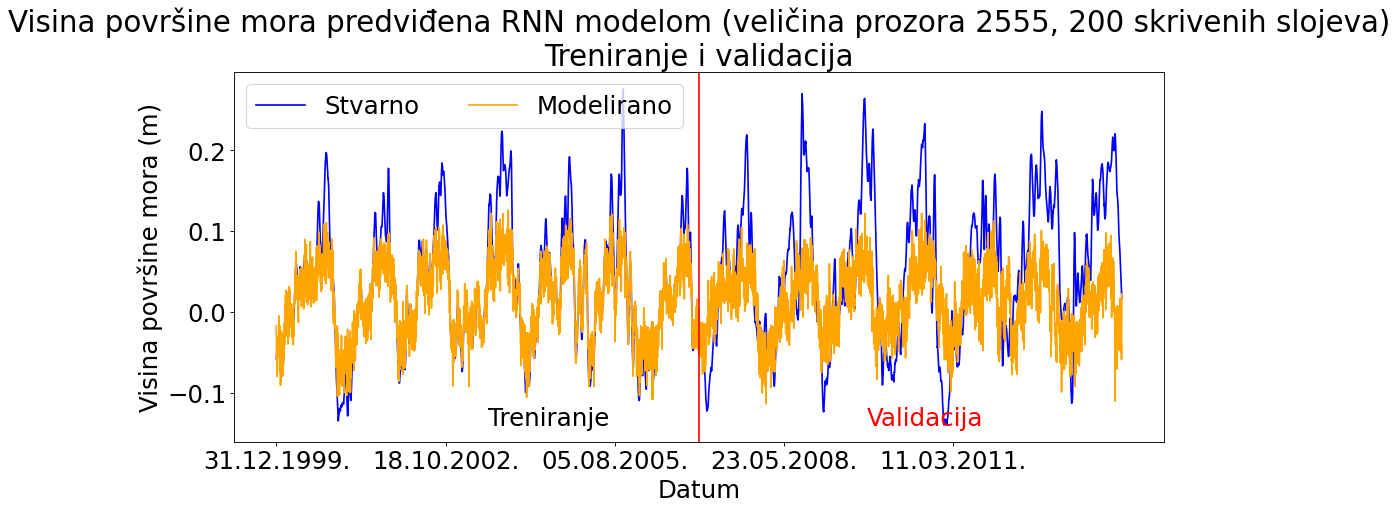 Visina površine mora predviđena RNN modelom (veličina prozora 2555, 200 skrivenih slojeva)
Treniranje i validacija
Stvarno Modelirano
Visina površine mora (m)
0.2
0.1
0.0
−0.1
Treniranje Validacija
31.12.1999. 18.10.2002. 05.08.2005. 23.05.2008. 11.03.2011.
Datum